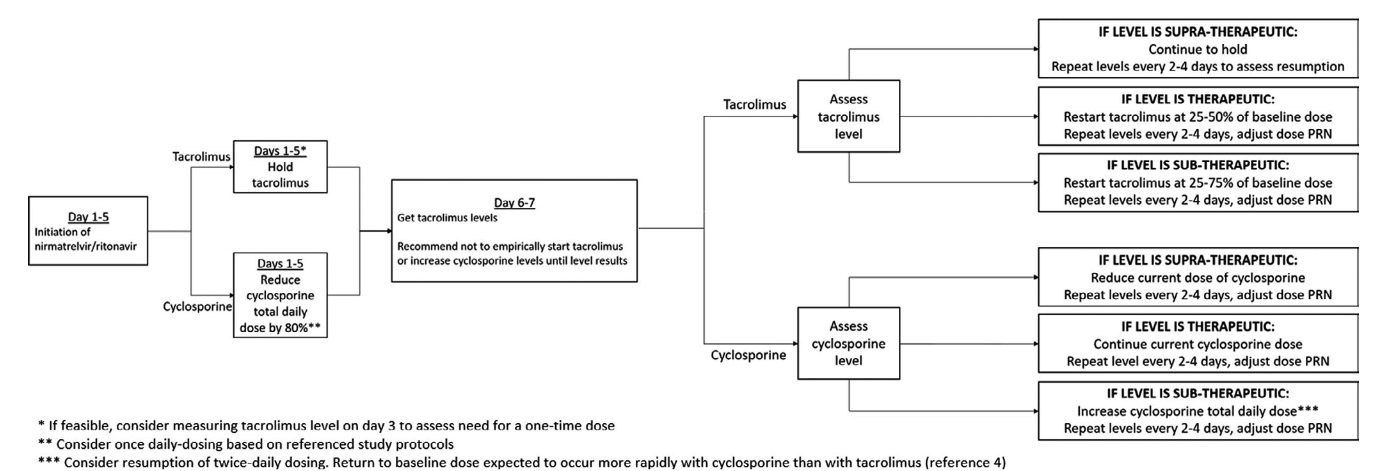 Day 1-5
Initiation of
nirmatrelvir/ritonavir
Tacrolimus
Days 1-5*
Hold
tacrolimus
Cyclosporine
Days 1-5
Reduce
cyclosporine
total daily
dose by 80%**
Day 6-7
Get tacrolimus levels
Recommend not to empirically start tacrolimus
or increase cyclosporine levels until level results
Tacrolimus
Assess
tacrolimus
level
IF LEVEL IS SUPRA-THERAPEUTIC:
Continue to hold
Repeat levels every 2-4 days to assess resumption
IF LEVEL IS THERAPEUTIC:
Restart tacrolimus at 25-50% of baseline dose
Repeat levels every 2-4 days, adjust dose PRN
IF LEVEL IS SUB-THERAPEUTIC:
Restart tacrolimus at 25-75% of baseline dose
Repeat levels every 2-4 days, adjust dose PRN
Cyclosporine
Assess
cyclosporine
level
IF LEVEL IS SUPRA-THERAPEUTIC:
Reduce current dose of cyclosporine
Repeat levels every 2-4 days, adjust dose PRN
IF LEVEL IS THERAPEUTIC:
Continue current cyclosporine dose
Repeat level every 2-4 days, adjust dose PRN
IF LEVEL IS SUB-THERAPEUTIC:
Increase cyclosporine total daily dose***
Repeat levels every 2-4 days, adjust dose PRN
* If feasible, consider measuring tacrolimus level on day 3 to assess need for a one-time dose
** Consider once daily-dosing based on referenced study protocols
*** Consider resumption of twice-daily dosing. Return to baseline dose expected to occur more rapidly with cyclosporine than with tacrolimus (reference 4)